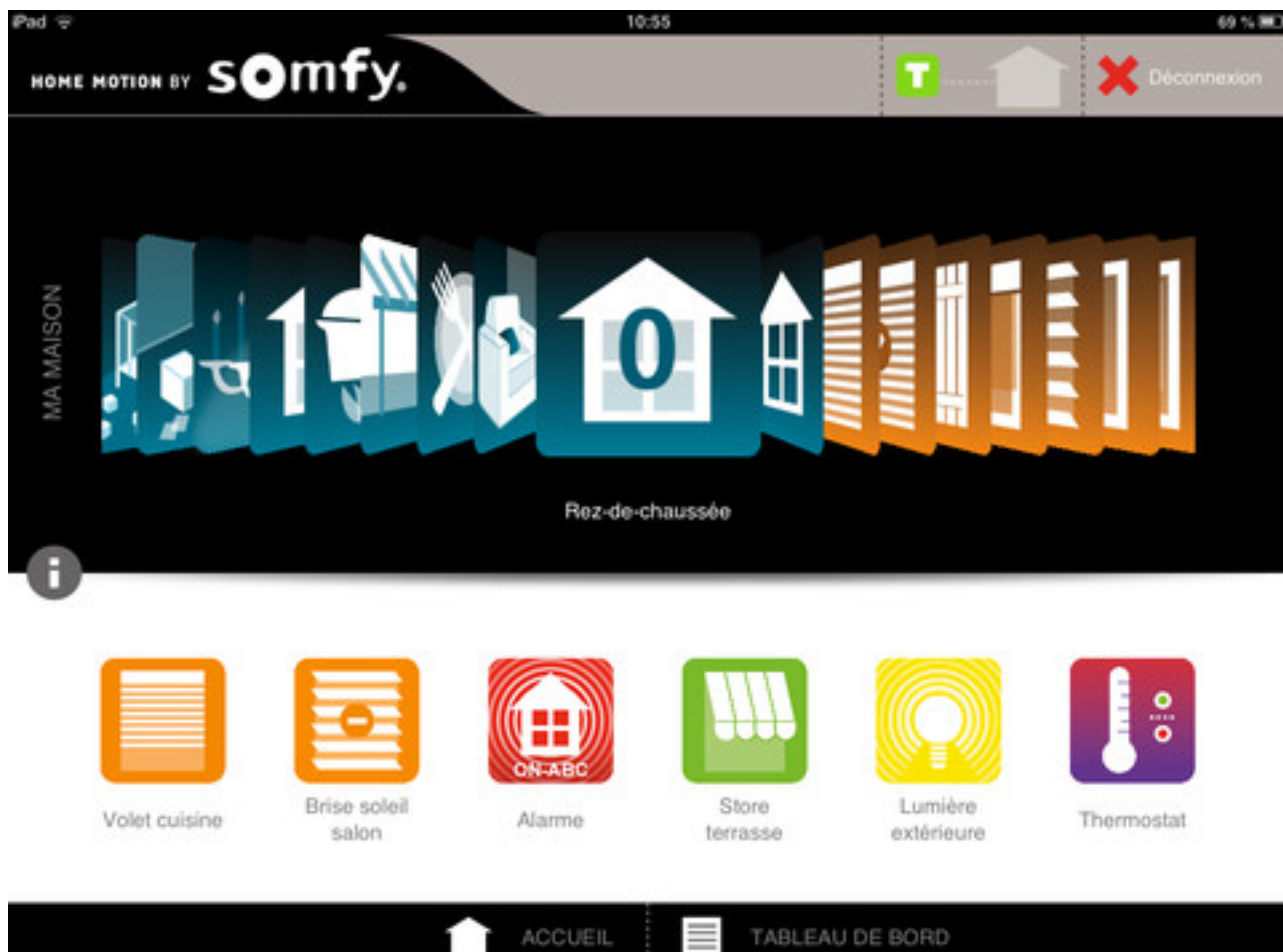 iPad
10:55
69 %
HOME MOTION BY somfy.
T
Déconnexion
MA MAISON
0
Rez-de-chaussée
i
ON-ABC
Volet cuisine
Brise soleil
salon
Alarme
Store
terrasse
Lumière
extérieure
Thermostat
ACCUEIL
TABLEAU DE BORD